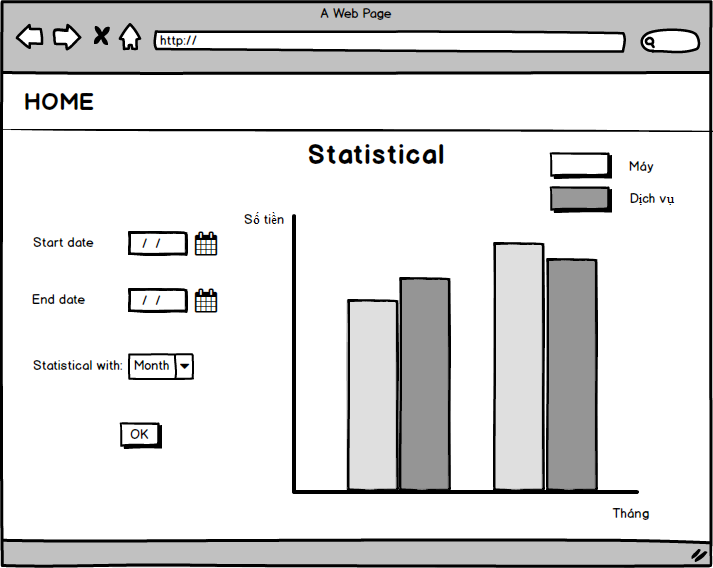 A Web Page
http://
HOME
Statistical
Máy
Dịch vụ
Số tiền
Start date
/ /
End date
/ /
Statistical with:
Month
OK
Tháng